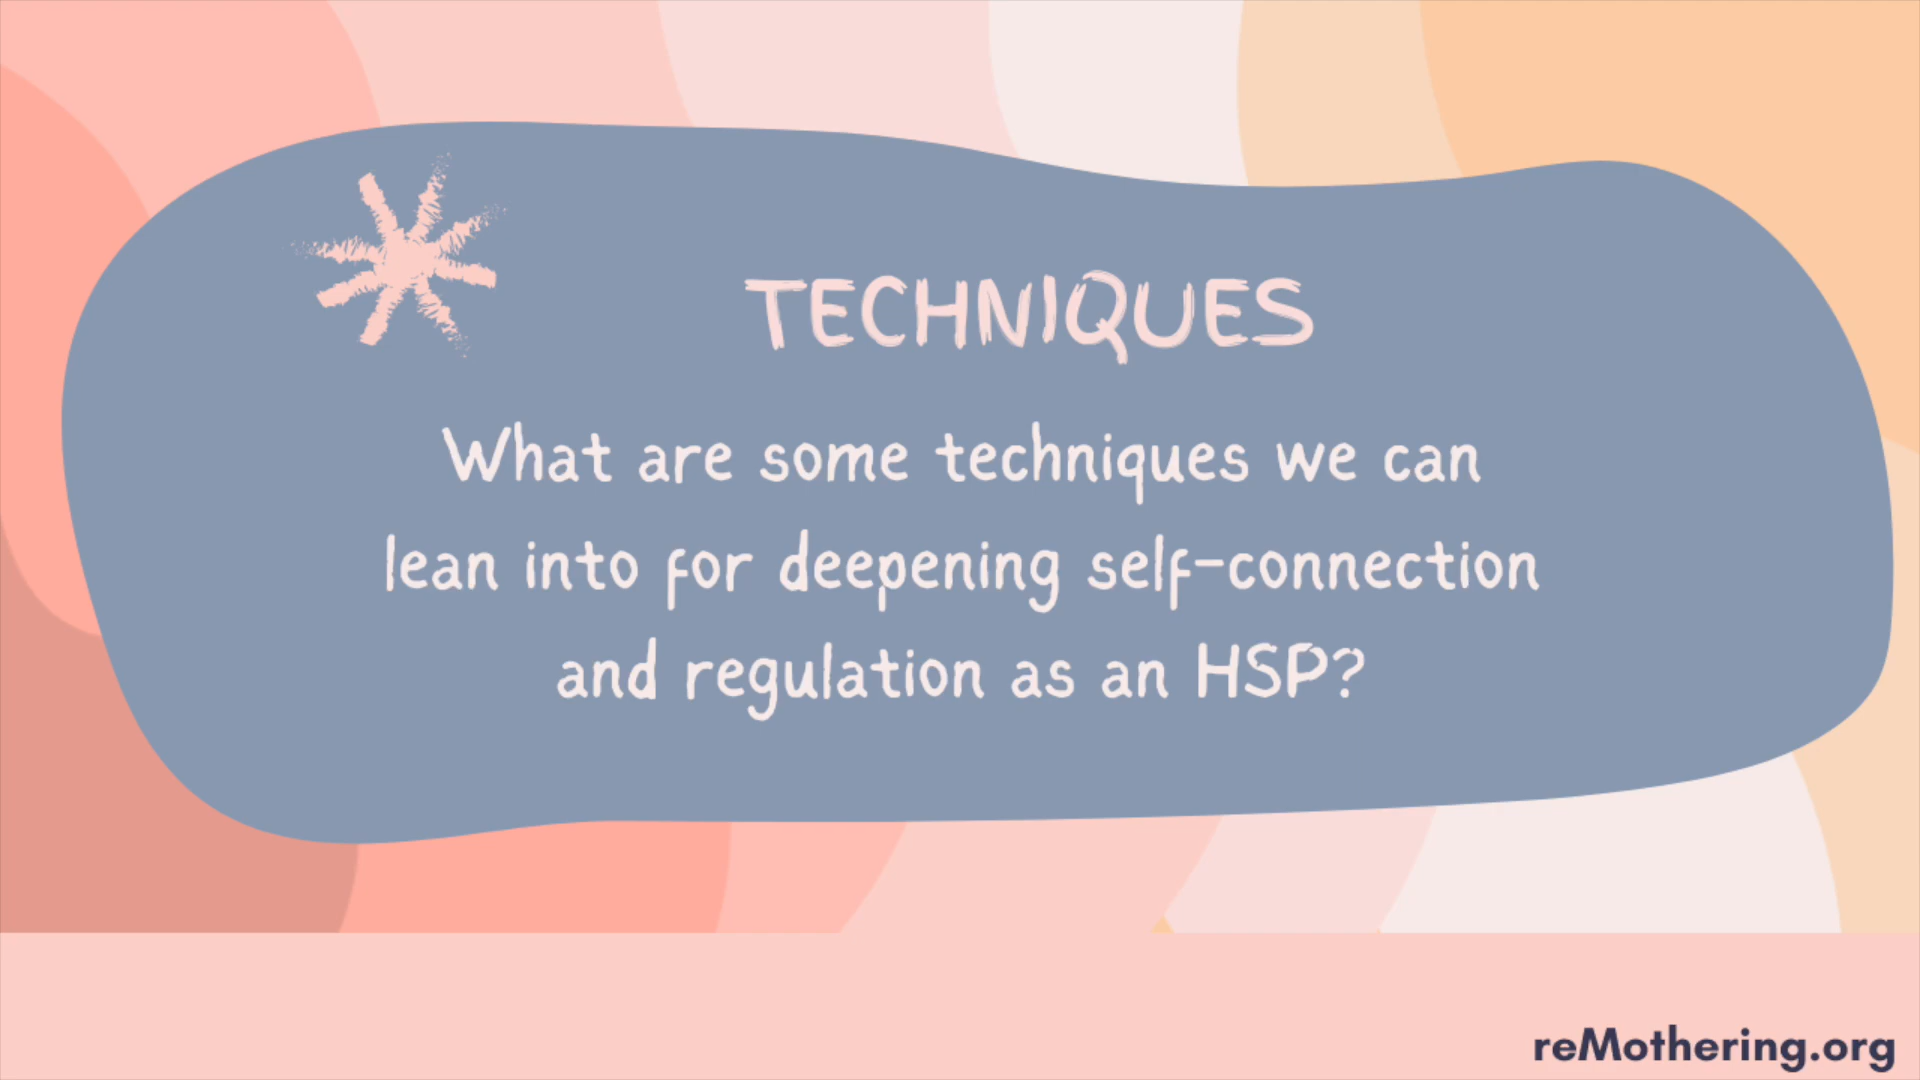 TECHNIQUES
What are some techniques we can
lean into for deepening self-connection
and regulation as an HSP?
reMothering.org